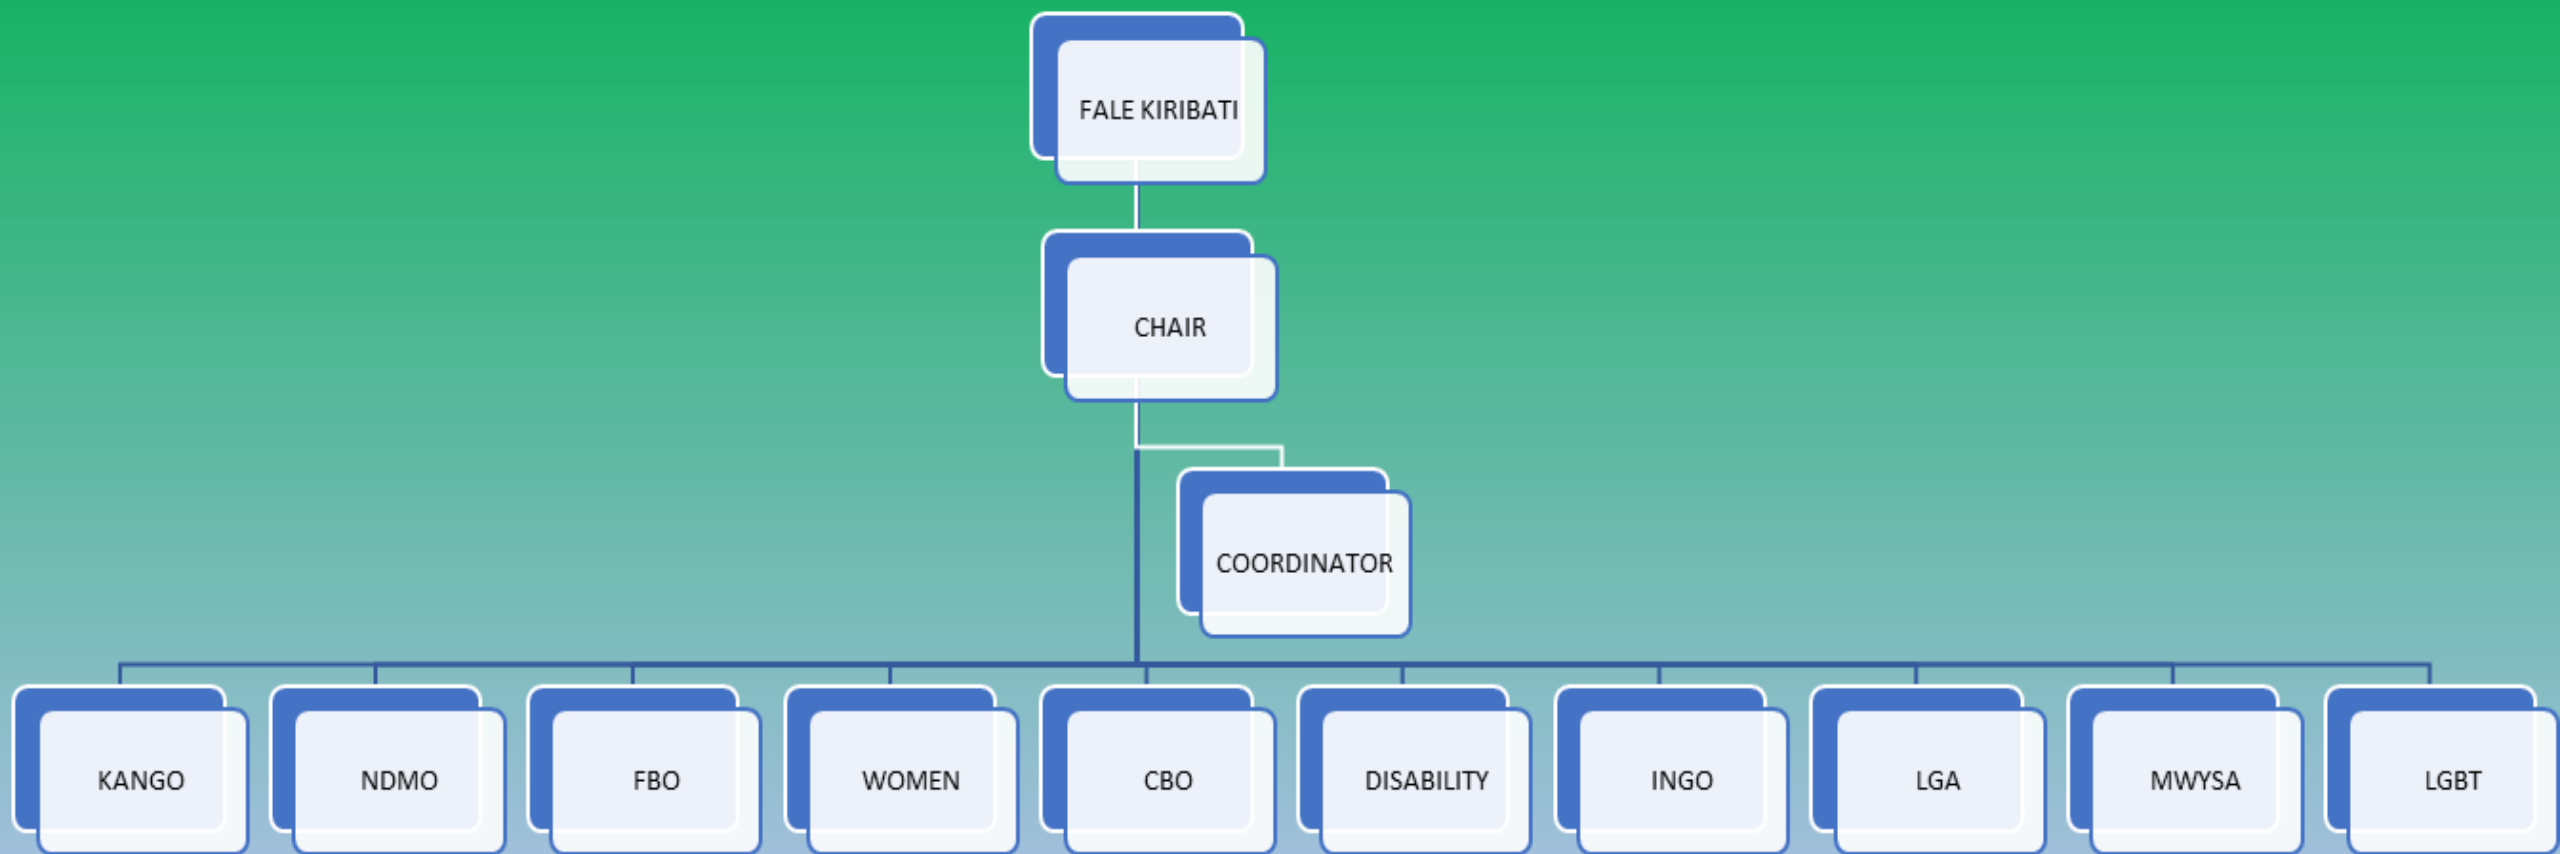 FALE KIRIBATI
CHAIR
COORDINATOR
KANGO
NDMO
FBO
WOMEN
CBO
DISABILITY
INGO
LGA
MWYSA
LGBT